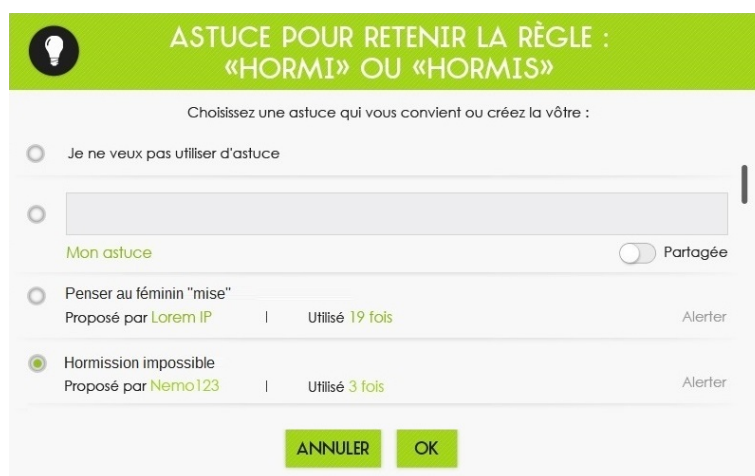 ASTUCE POUR RETENIR LA RÈGLE :
«HORMI» OU «HORMIS»
Choisissez une astuce qui vous convient ou créez la vôtre :
Je ne veux pas utiliser d'astuce
Mon astuce
Partagée
Penser au féminin "mise"
Proposé par Lorem IP | Utilisé 19 fois Alerter
Hormission impossible
Proposé par Nemo123 | Utilisé 3 fois Alerter
ANNULER OK